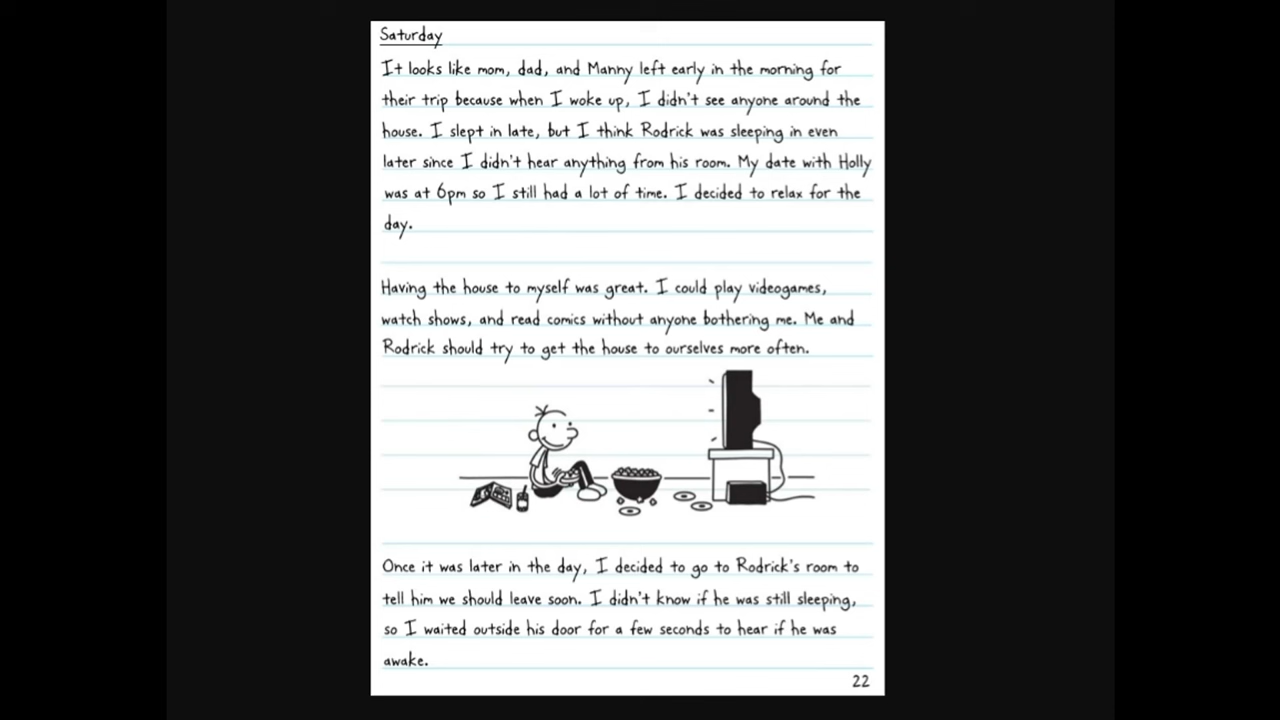 Saturday
It looks like mom, dad, and Manny left early in the morning for
their trip because when I woke up, I didn't see anyone around the
house. I slept in late, but I think Rodrick was sleeping in even
later since I didn't hear anything from his room. My date with Holly
was at 6pm so I still had a lot of time. I decided to relax for the
day.
Having the house to myself was great. I could play videogames,
watch shows, and read comics without anyone bothering me. Me and
Rodrick should try to get the house to ourselves more often.
Once it was later in the day, I decided to go to Rodrick's room to
tell him we should leave soon. I didn't know if he was still sleeping,
so I waited outside his door for a few seconds to hear if he was
awake.
22